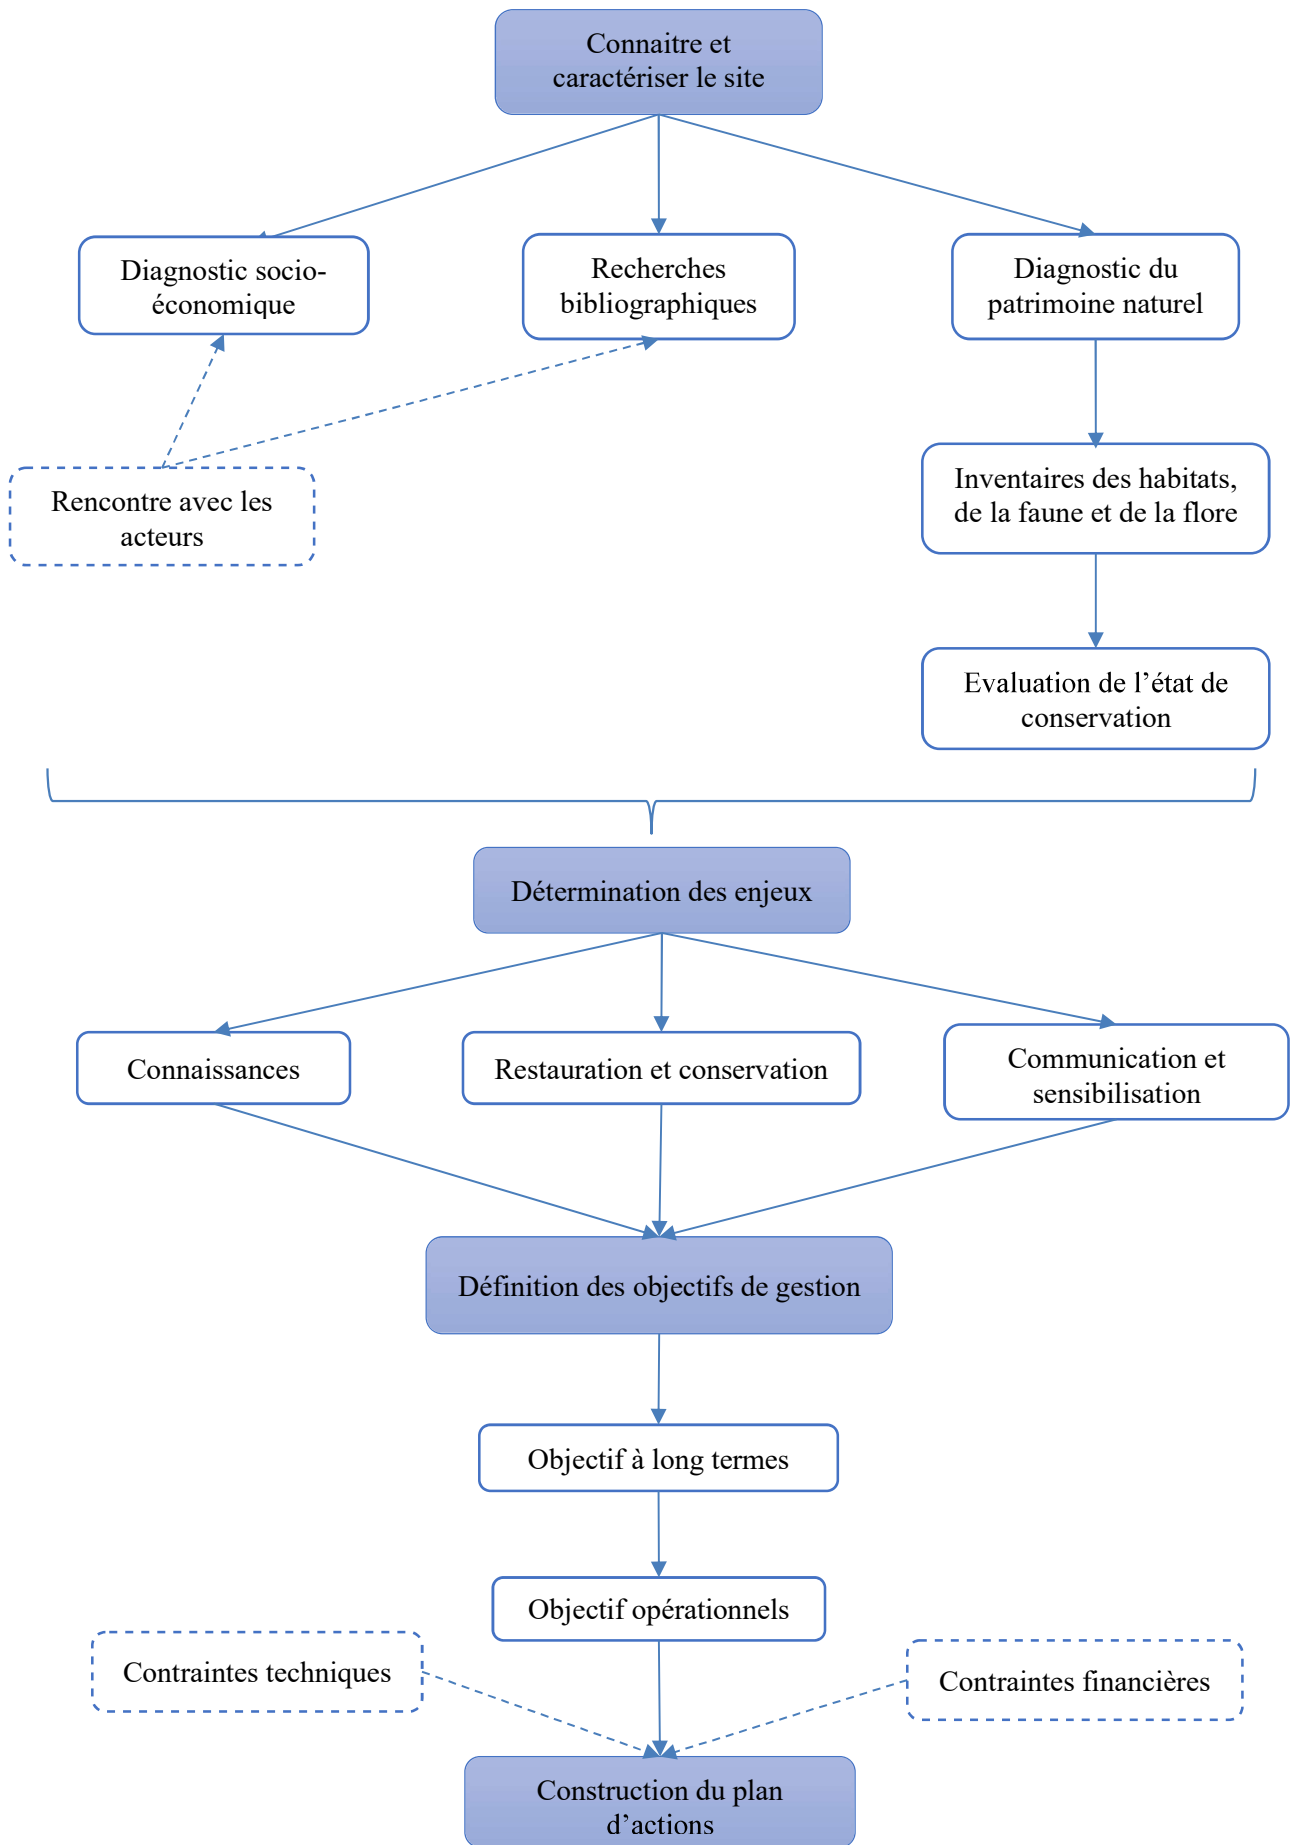 Connaitre et
caractériser le site
Diagnostic socio-
économique
Recherches
bibliographiques
Diagnostic du
patrimoine naturel
Rencontre avec les
acteurs
Inventaires des habitats,
de la faune et de la flore
Evaluation de l’état de
conservation
Détermination des enjeux
Connaissances
Restauration et conservation
Communication et
sensibilisation
Définition des objectifs de gestion
Objectif à long termes
Objectif opérationnels
Contraintes techniques
Contraintes financières
Construction du plan
d’actions